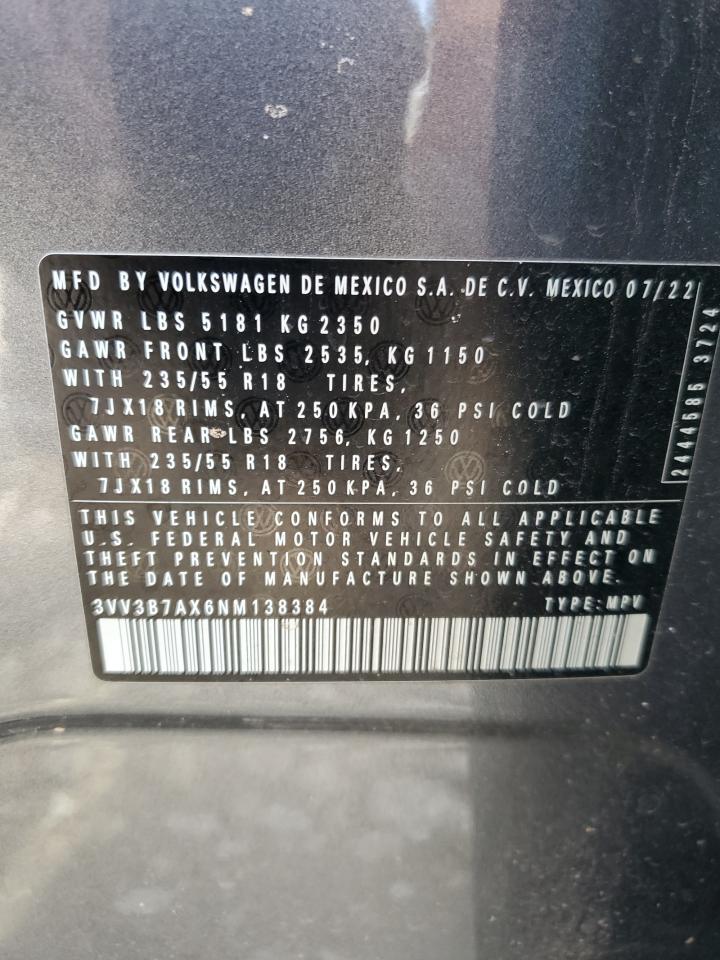 MFD BY VOLKSWAGEN DE MEXICO S.A. DE C.V. MEXICO 07/22
GVWR LBS 5181 KG 2350
GAWR FRONT LBS 2535, KG 1150
WITH 235/55 R18 TIRES,
7JX18 RIMS, AT 250KPA, 36 PSI COLD
GAWR REAR LBS 2756, KG 1250
WITH 235/55 R18 TIRES,
7JX18 RIMS, AT 250KPA, 36 PSI COLD
2444585 3724
THIS VEHICLE CONFORMS TO ALL APPLICABLE
U.S. FEDERAL MOTOR VEHICLE SAFETY AND
THEFT PREVENTION STANDARDS IN EFFECT ON
THE DATE OF MANUFACTURE SHOWN ABOVE.
3VV3B7AX6NM138384 TYPE: MPV